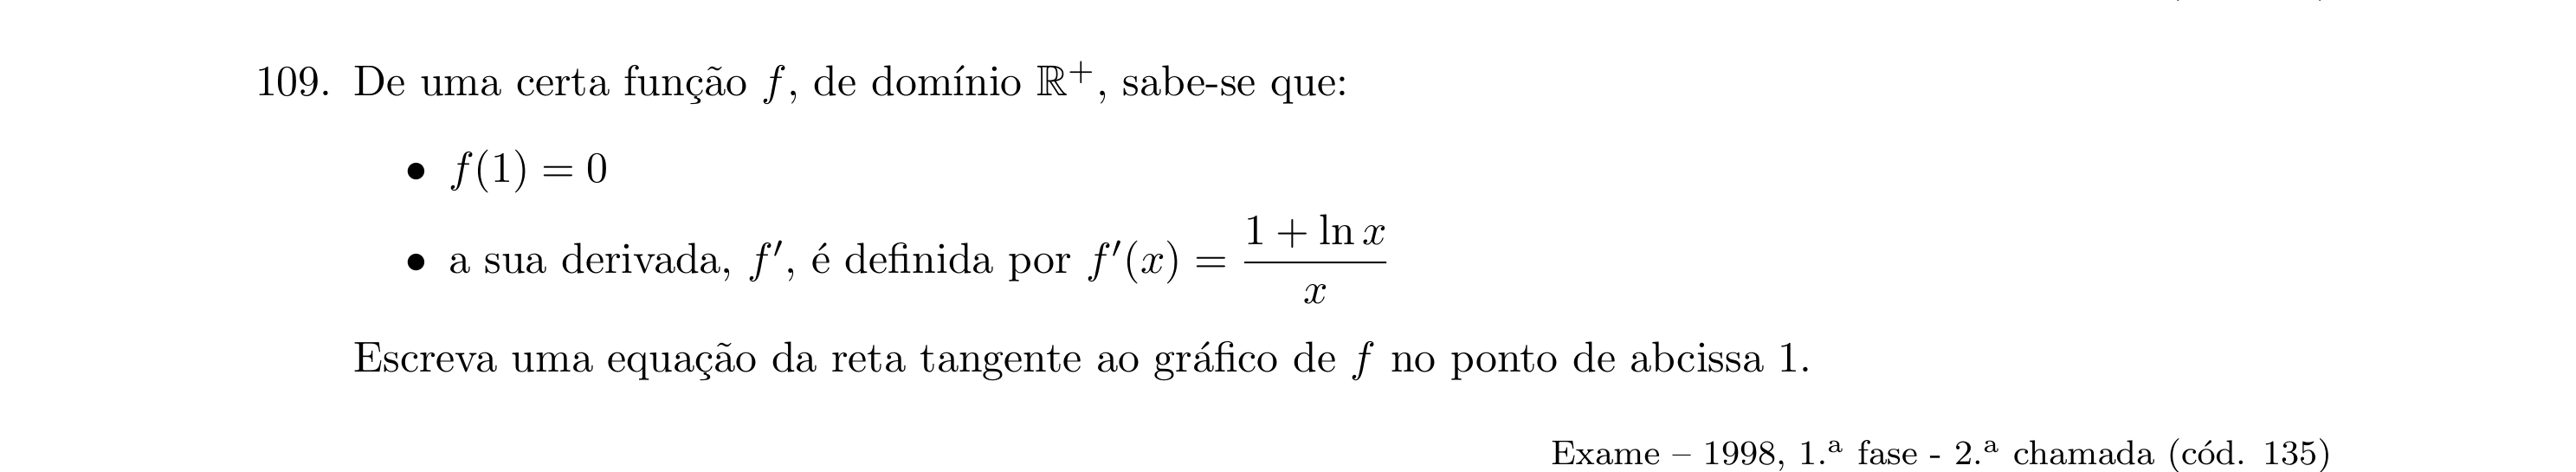 109. De uma certa função f, de domínio ℝ⁺, sabe-se que:
• f(1) = 0
• a sua derivada, f′, é definida por f′(x) = \frac{1 + \ln x}{x}
Escreva uma equação da reta tangente ao gráfico de f no ponto de abcissa 1.
Exame – 1998, 1.ª fase - 2.ª chamada (cód. 135)